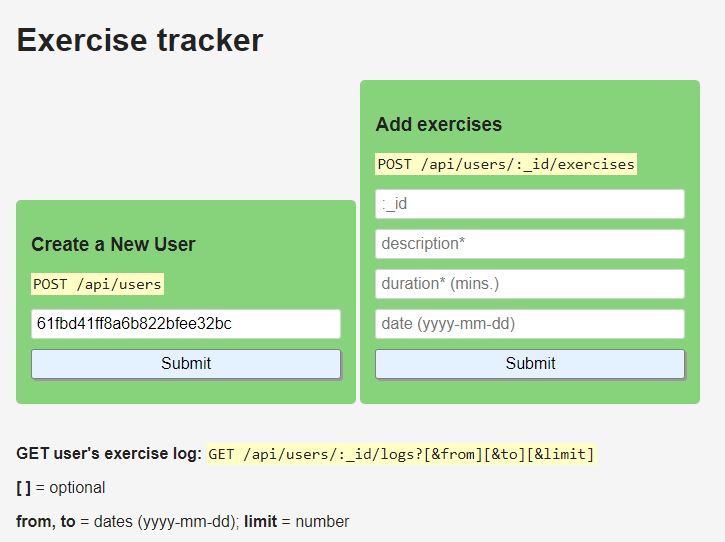 Exercise tracker
Create a New User
POST /api/users
61fbd41ff8a6b822bfee32bc
Submit
Add exercises
POST /api/users/:_id/exercises
:_id
description*
duration* (mins.)
date (yyyy-mm-dd)
Submit
GET user's exercise log: GET /api/users/:_id/logs?[&from][&to][&limit]
[ ] = optional
from, to = dates (yyyy-mm-dd); limit = number